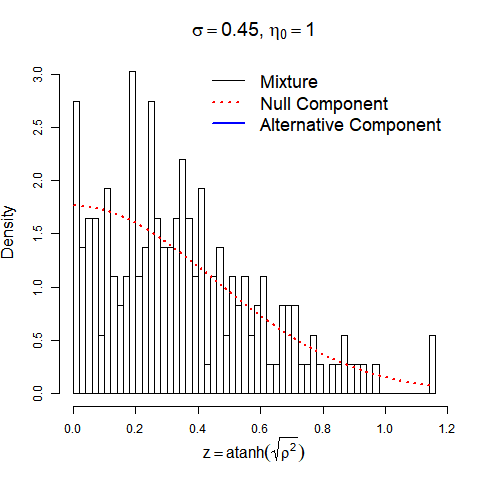 σ = 0.45, η₀ = 1
Mixture
Null Component
Alternative Component
Density
3.0
2.5
2.0
1.5
1.0
0.5
0.0
0.0 0.2 0.4 0.6 0.8 1.0 1.2
z = atanh(√ρ²)